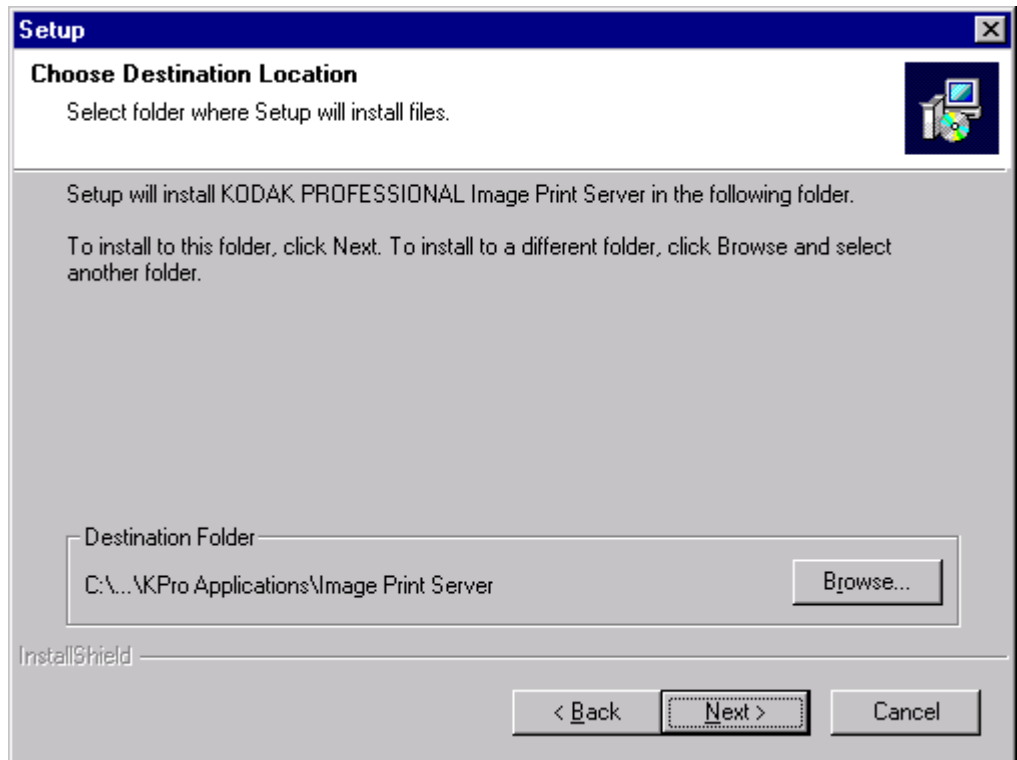 Setup
Choose Destination Location
Select folder where Setup will install files.
Setup will install KODAK PROFESSIONAL Image Print Server in the following folder.
To install to this folder, click Next. To install to a different folder, click Browse and select
another folder.
Destination Folder
C:\...\KPro Applications\Image Print Server
Browse...
InstallShield
< Back
Next >
Cancel